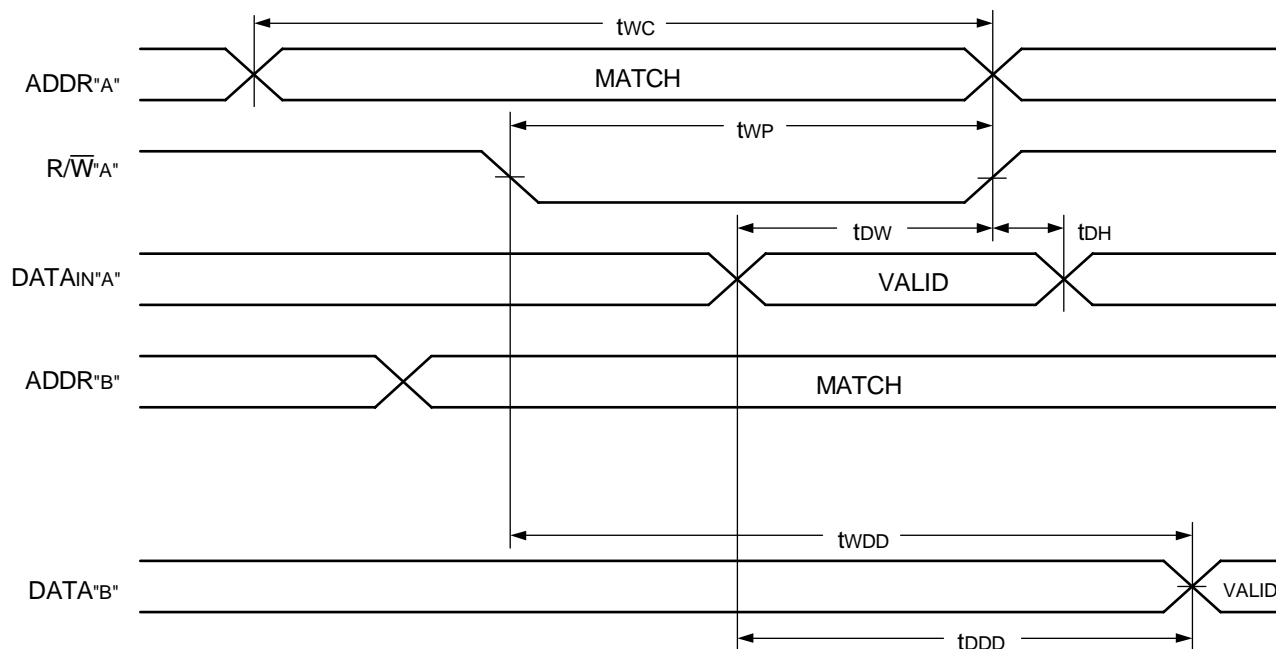 tWC
ADDR"A"
MATCH
tWP
R/W̅"A"
tDW
tDH
DATAIN"A"
VALID
ADDR"B"
MATCH
tWDD
DATA"B"
VALID
tDDD